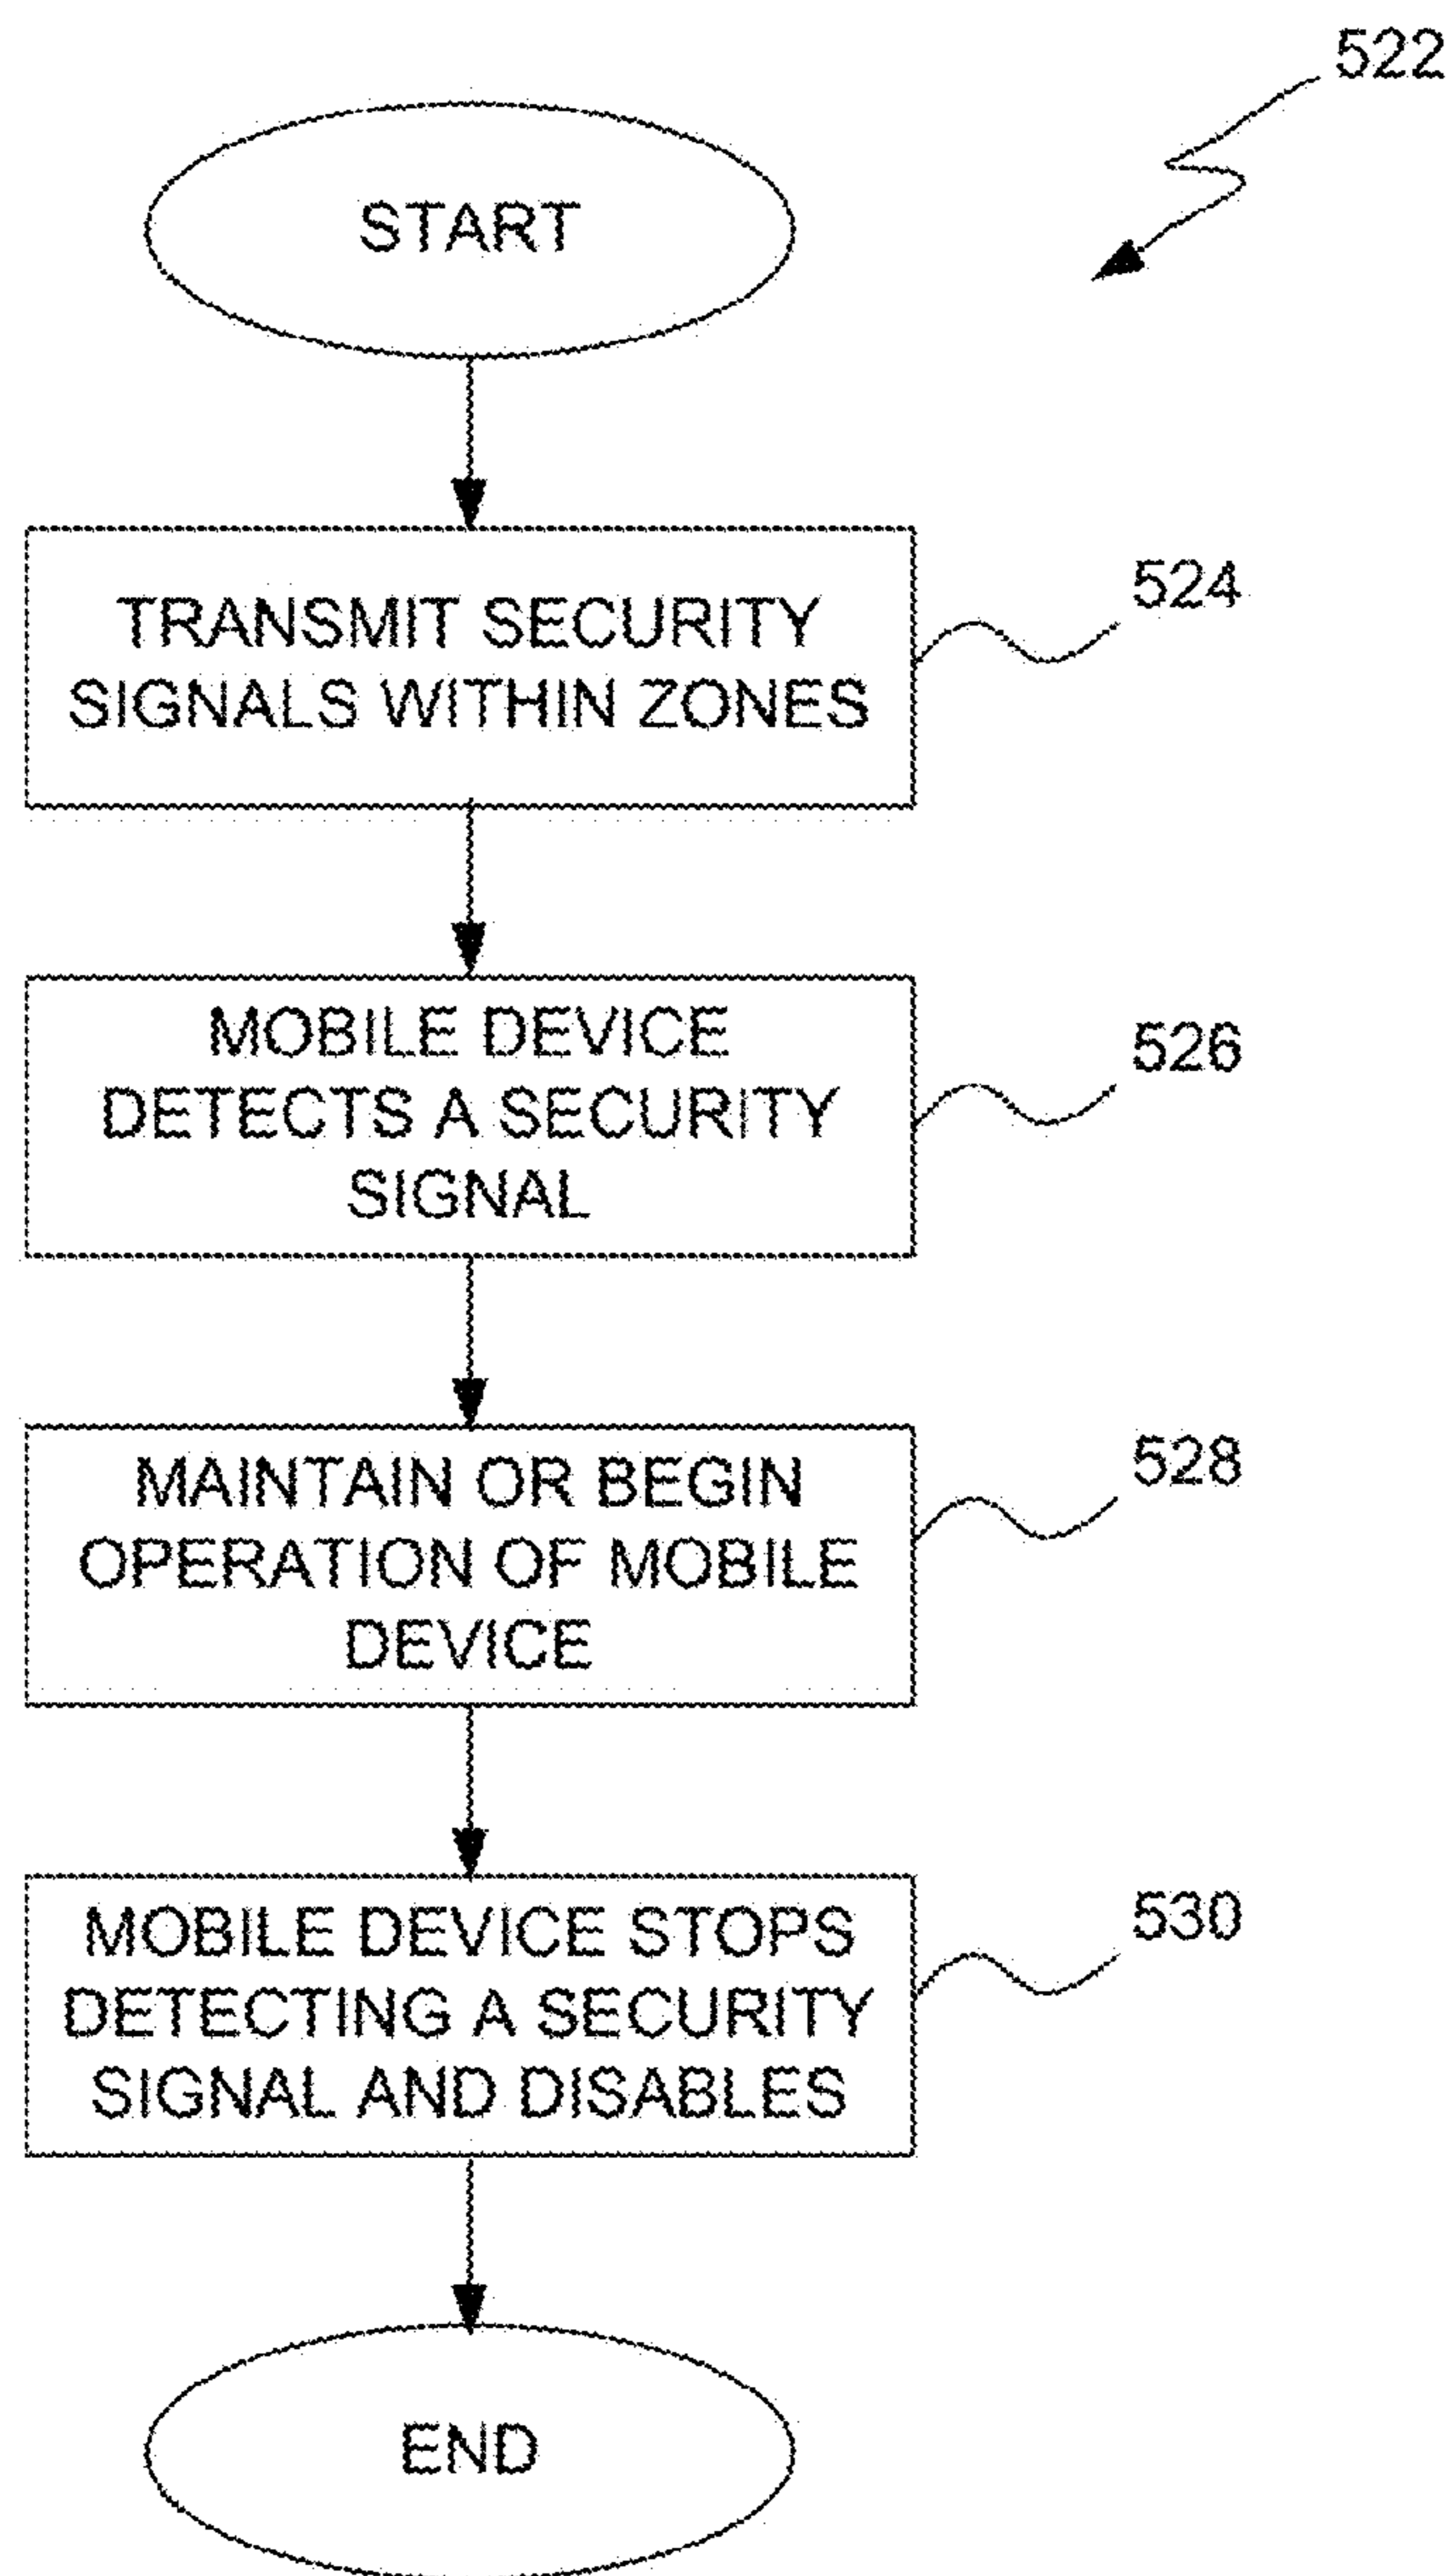 522
START
TRANSMIT SECURITY
SIGNALS WITHIN ZONES
524
MOBILE DEVICE
DETECTS A SECURITY
SIGNAL
526
MAINTAIN OR BEGIN
OPERATION OF MOBILE
DEVICE
528
MOBILE DEVICE STOPS
DETECTING A SECURITY
SIGNAL AND DISABLES
530
END